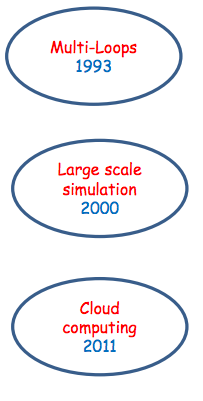 Multi-Loops
1993
Large scale
simulation
2000
Cloud
computing
2011